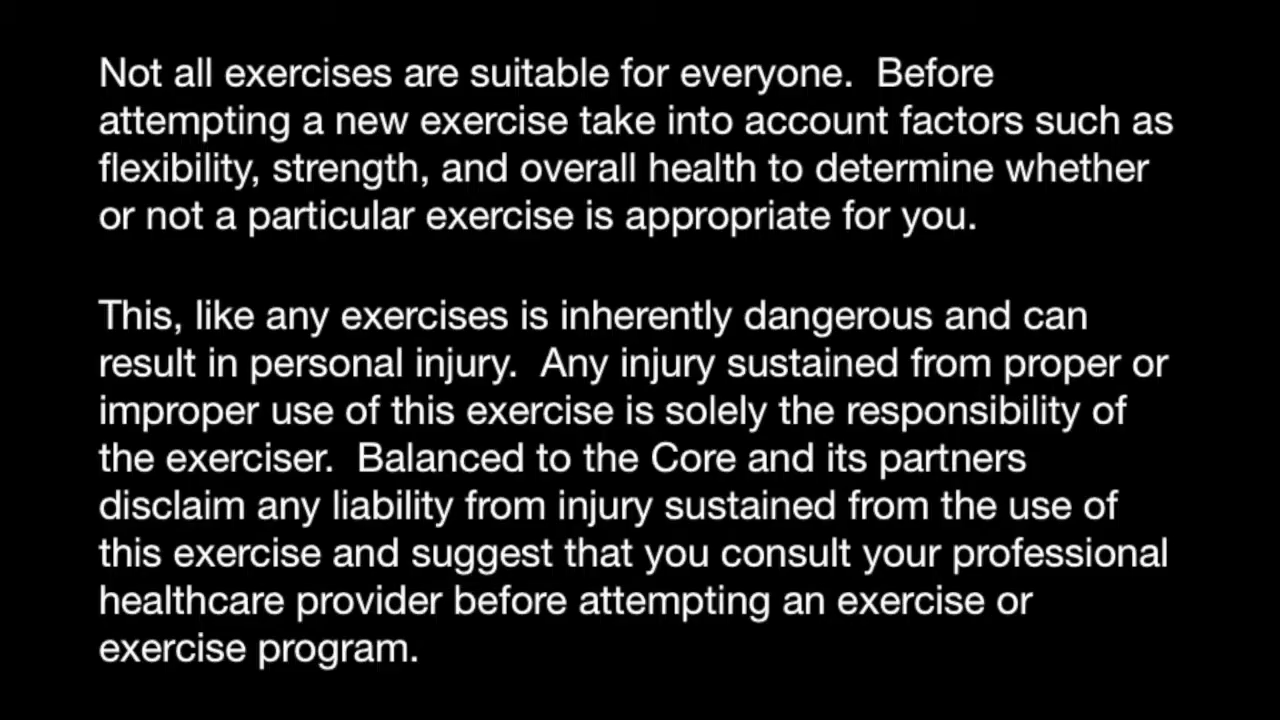 Not all exercises are suitable for everyone.  Before
attempting a new exercise take into account factors such as
flexibility, strength, and overall health to determine whether
or not a particular exercise is appropriate for you.
This, like any exercises is inherently dangerous and can
result in personal injury.  Any injury sustained from proper or
improper use of this exercise is solely the responsibility of
the exerciser.  Balanced to the Core and its partners
disclaim any liability from injury sustained from the use of
this exercise and suggest that you consult your professional
healthcare provider before attempting an exercise or
exercise program.